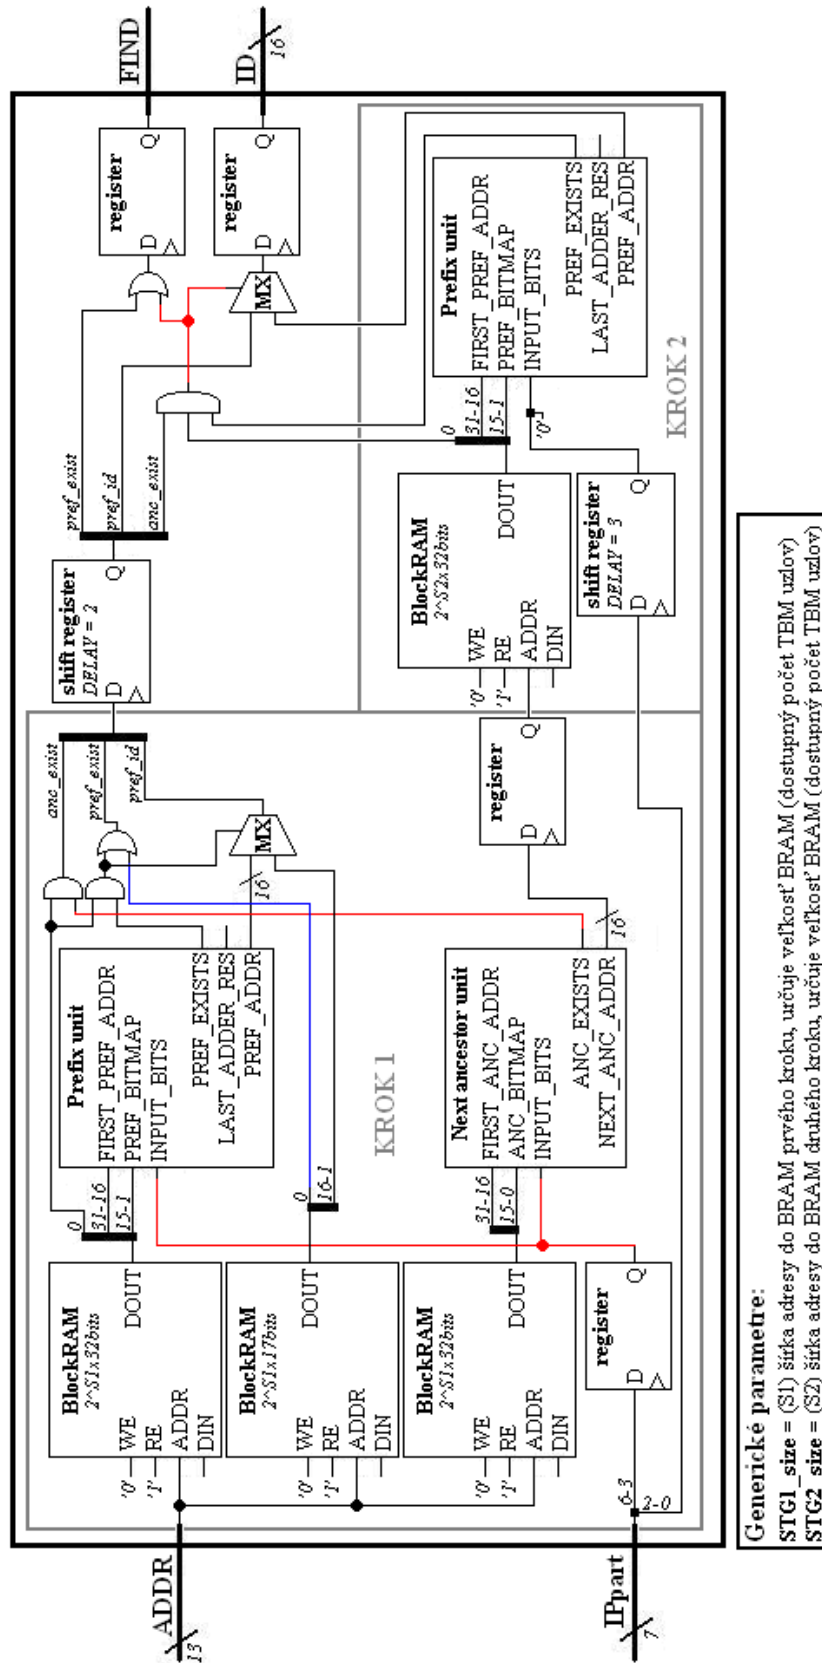 ADDR
13
IPpart
7
6-3
2-0
'0'
WE
'1'
RE
ADDR
DIN
BlockRAM
2^S1x32bits
DOUT
'0'
WE
'1'
RE
ADDR
DIN
BlockRAM
2^S1x17bits
DOUT
'0'
WE
'1'
RE
ADDR
DIN
BlockRAM
2^S1x32bits
DOUT
register
D
Q
0
31-16
15-1
0
16-1
31-16
15-0
Prefix unit
FIRST_PREF_ADDR
PREF_BITMAP
INPUT_BITS
PREF_EXISTS
LAST_ADDER_RES
PREF_ADDR
KROK 1
Next ancestor unit
FIRST_ANC_ADDR
ANC_BITMAP
INPUT_BITS
ANC_EXISTS
NEXT_ANC_ADDR
16
16
MX
anc_exist
pref_exist
pref_id
register
D
Q
shift register
DELAY = 2
D
Q
pref_exist
pref_id
anc_exist
'0'
WE
'1'
RE
ADDR
DIN
BlockRAM
2^S2x32bits
DOUT
shift register
DELAY = 3
D
Q
0
31-16
15-1
'0'
Prefix unit
FIRST_PREF_ADDR
PREF_BITMAP
INPUT_BITS
PREF_EXISTS
LAST_ADDER_RES
PREF_ADDR
KROK 2
MX
register
D
Q
register
D
Q
FIND
ID
16
Generické parametre:
STG1_size = (S1) šírka adresy do BRAM prvého kroku, určuje veľkosť BRAM (dostupný počet TBM uzlov)
STG2_size = (S2) šírka adresy do BRAM druhého kroku, určuje veľkosť BRAM (dostupný počet TBM uzlov)